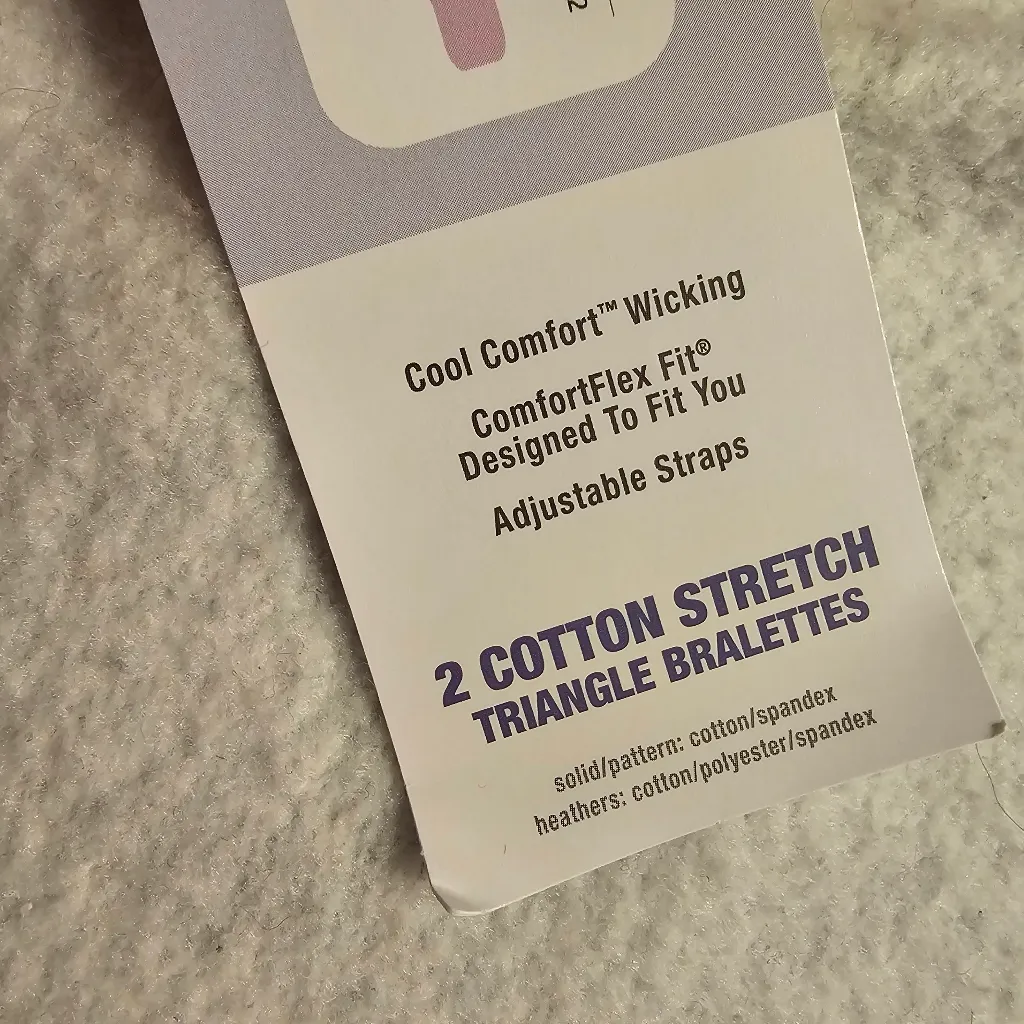 2
Cool Comfort™ Wicking
ComfortFlex Fit®
Designed To Fit You
Adjustable Straps
2 COTTON STRETCH
TRIANGLE BRALETTES
solid/pattern: cotton/spandex
heathers: cotton/polyester/spandex